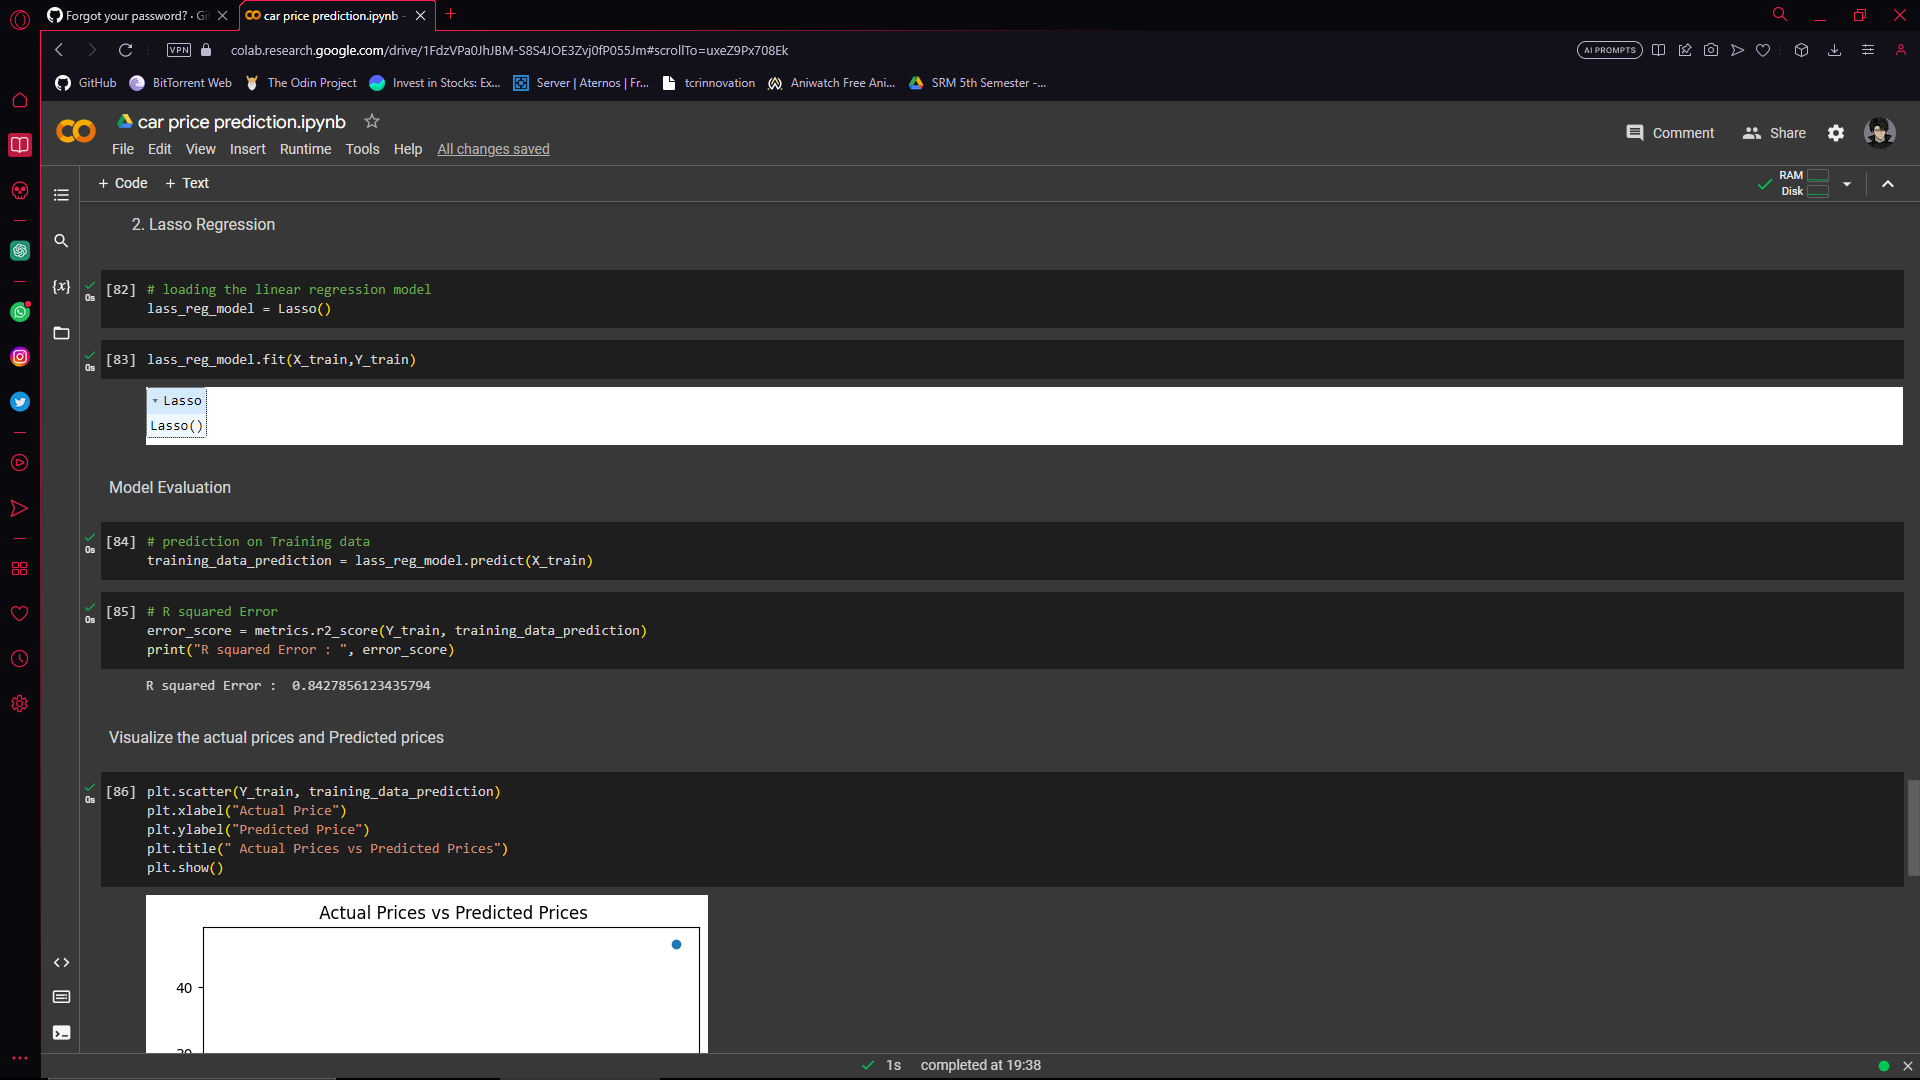 Forgot your password? · Gi
car price prediction.ipynb -
VPN
colab.research.google.com/drive/1FdzVPa0JhJBM-S8S4JOE3Zvj0fP055Jm#scrollTo=uxeZ9Px708Ek
AI PROMPTS
GitHub
BitTorrent Web
The Odin Project
Invest in Stocks: Ex...
Server | Aternos | Fr...
tcrinnovation
Aniwatch Free Ani...
SRM 5th Semester -...
car price prediction.ipynb
Comment
Share
File Edit View Insert Runtime Tools Help All changes saved
+ Code + Text
RAM
Disk
2. Lasso Regression
[82] # loading the linear regression model
0s
lass_reg_model = Lasso()
[83] lass_reg_model.fit(X_train,Y_train)
0s
Lasso
Lasso()
Model Evaluation
[84] # prediction on Training data
0s
training_data_prediction = lass_reg_model.predict(X_train)
[85] # R squared Error
0s
error_score = metrics.r2_score(Y_train, training_data_prediction)
print("R squared Error : ", error_score)
R squared Error :  0.8427856123435794
Visualize the actual prices and Predicted prices
[86] plt.scatter(Y_train, training_data_prediction)
0s
plt.xlabel("Actual Price")
plt.ylabel("Predicted Price")
plt.title(" Actual Prices vs Predicted Prices")
plt.show()
Actual Prices vs Predicted Prices
40
1s completed at 19:38